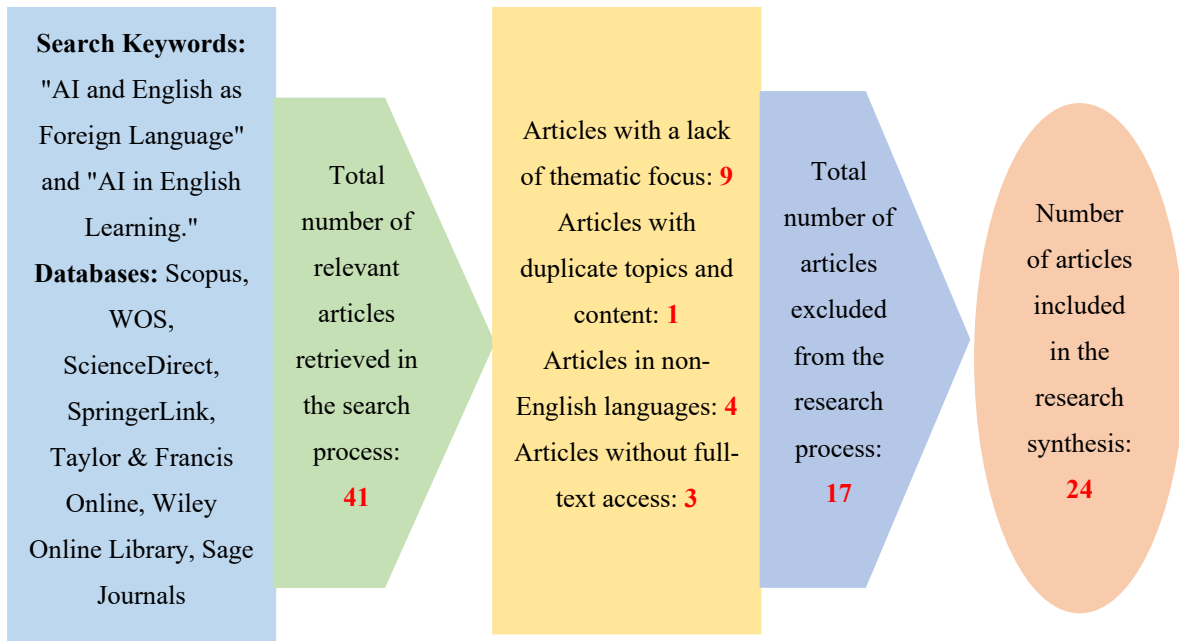 Search Keywords:
"AI and English as
Foreign Language"
and "AI in English
Learning."
Databases: Scopus,
WOS,
ScienceDirect,
SpringerLink,
Taylor & Francis
Online, Wiley
Online Library, Sage
Journals
Total
number of
relevant
articles
retrieved in
the search
process:
41
Articles with a lack
of thematic focus: 9
Articles with
duplicate topics and
content: 1
Articles in non-
English languages: 4
Articles without full-
text access: 3
Total
number of
articles
excluded
from the
research
process:
17
Number
of articles
included
in the
research
synthesis:
24